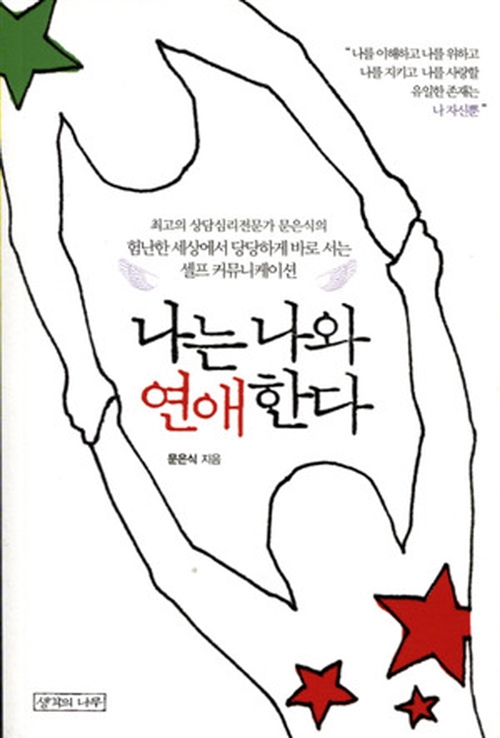 "나를 이해하고 나를 위하고
나를 지키고 나를 사랑할
유일한 존재는
나 자신뿐"
최고의 상담심리전문가 문은식의
험난한 세상에서 당당하게 바로 서는
셀프 커뮤니케이션
나는 나와
연애한다
문은식 지음
생각의 나무